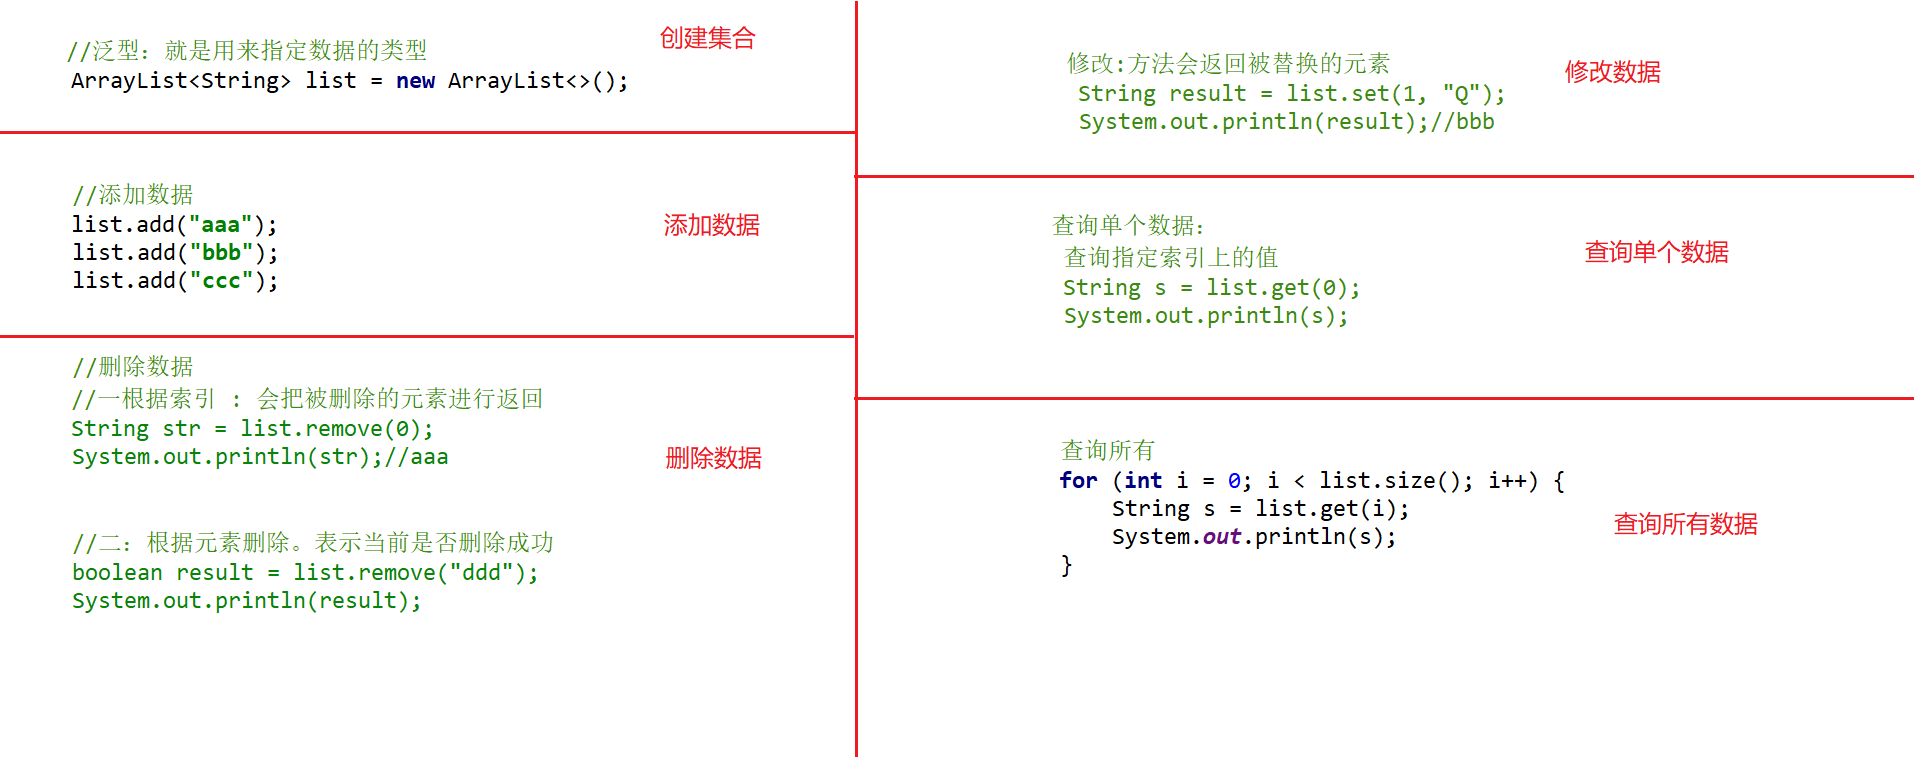 //泛型：就是用来指定数据的类型
ArrayList<String> list = new ArrayList<>();
创建集合
//添加数据
list.add("aaa");
list.add("bbb");
list.add("ccc");
添加数据
//删除数据
//一根据索引 : 会把被删除的元素进行返回
String str = list.remove(0);
System.out.println(str);//aaa
删除数据
//二：根据元素删除。表示当前是否删除成功
boolean result = list.remove("ddd");
System.out.println(result);
修改:方法会返回被替换的元素
String result = list.set(1, "Q");
System.out.println(result);//bbb
修改数据
查询单个数据：
查询指定索引上的值
String s = list.get(0);
System.out.println(s);
查询单个数据
查询所有
for (int i = 0; i < list.size(); i++) {
String s = list.get(i);
System.out.println(s);
}
查询所有数据